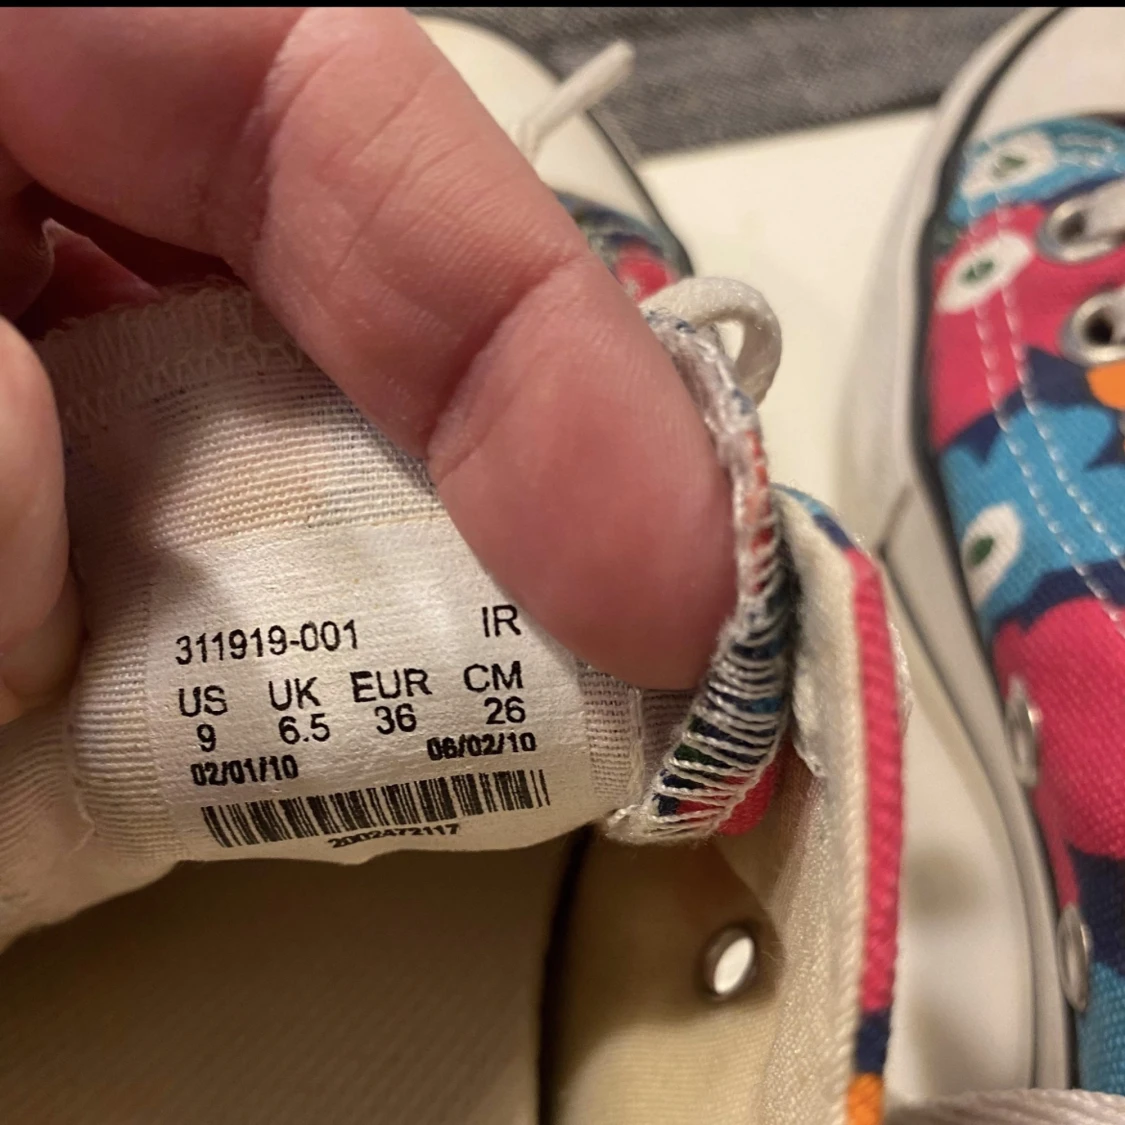 311919-001 IR
US UK EUR CM
9 6.5 36 26
02/01/10 06/02/10
2002472117